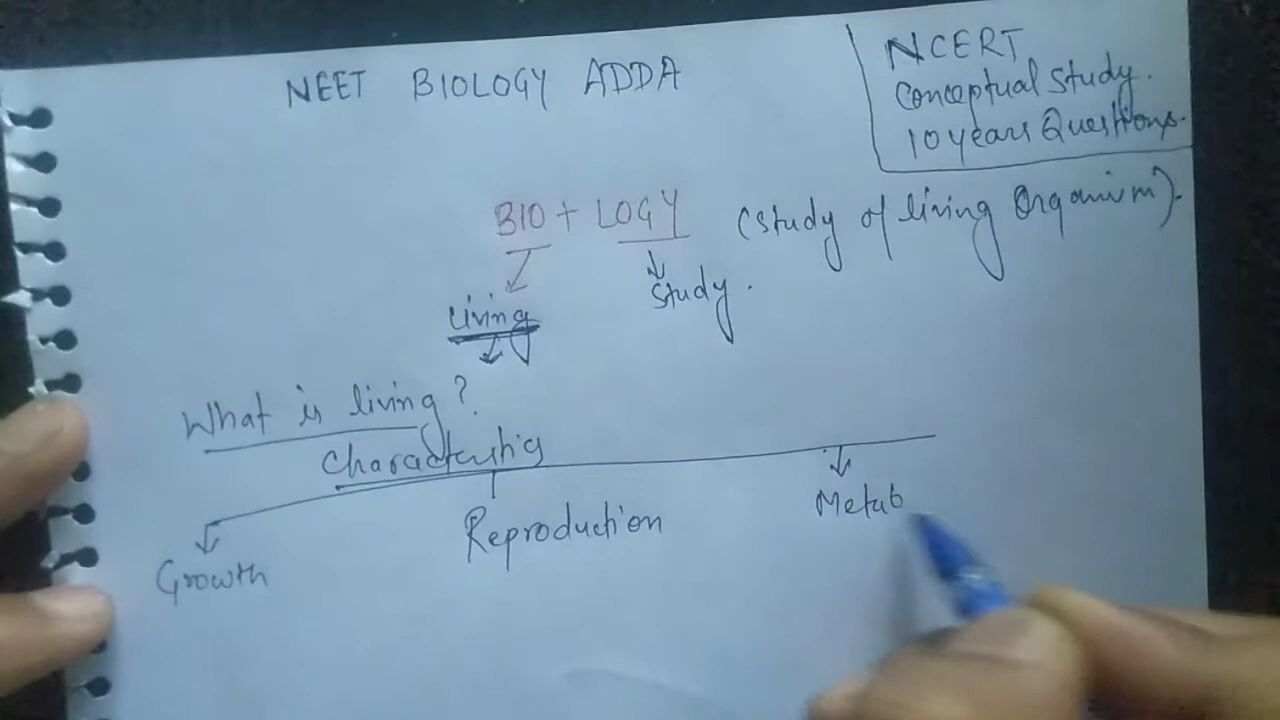 NEET BIOLOGY ADDA
NCERT
Conceptual Study.
10 years Questions.
BIO + LOGY (Study of living Organism).
Living
Study.
What is living?
Characteristics
Growth
Reproduction
Metab